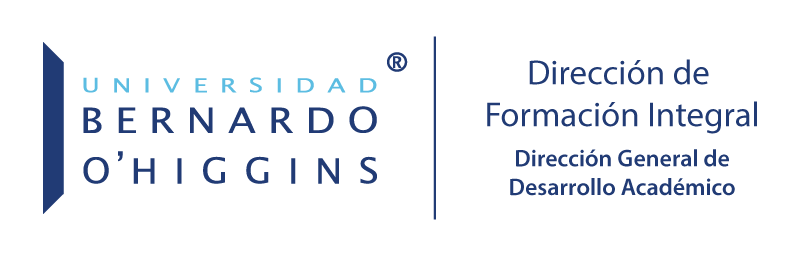 UNIVERSIDAD
BERNARDO
O'HIGGINS
®
Dirección de
Formación Integral
Dirección General de
Desarrollo Académico